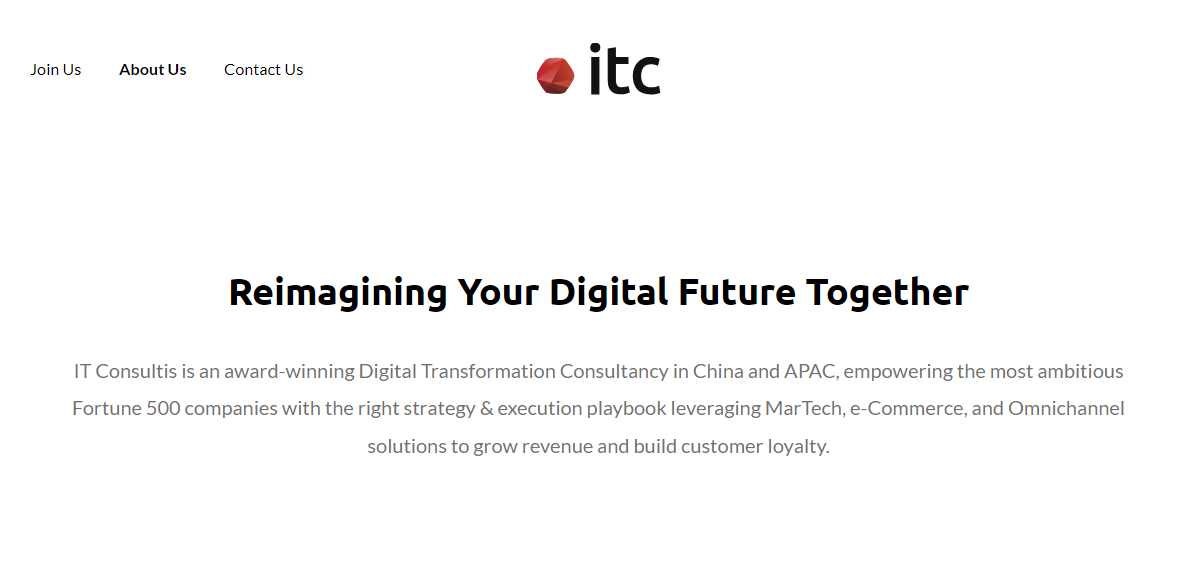 Join Us About Us Contact Us
itc
Reimagining Your Digital Future Together
IT Consultis is an award-winning Digital Transformation Consultancy in China and APAC, empowering the most ambitious
Fortune 500 companies with the right strategy & execution playbook leveraging MarTech, e-Commerce, and Omnichannel
solutions to grow revenue and build customer loyalty.